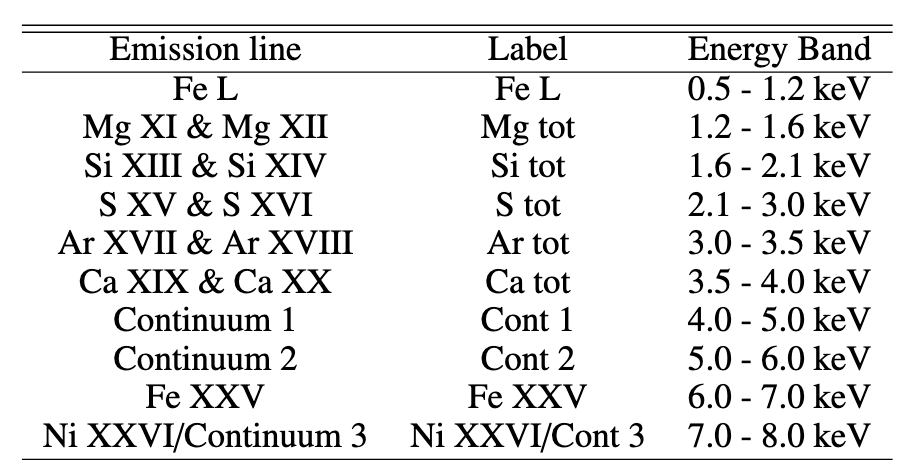 Emission line Label Energy Band
Fe L Fe L 0.5 - 1.2 keV
Mg XI & Mg XII Mg tot 1.2 - 1.6 keV
Si XIII & Si XIV Si tot 1.6 - 2.1 keV
S XV & S XVI S tot 2.1 - 3.0 keV
Ar XVII & Ar XVIII Ar tot 3.0 - 3.5 keV
Ca XIX & Ca XX Ca tot 3.5 - 4.0 keV
Continuum 1 Cont 1 4.0 - 5.0 keV
Continuum 2 Cont 2 5.0 - 6.0 keV
Fe XXV Fe XXV 6.0 - 7.0 keV
Ni XXVI/Continuum 3 Ni XXVI/Cont 3 7.0 - 8.0 keV